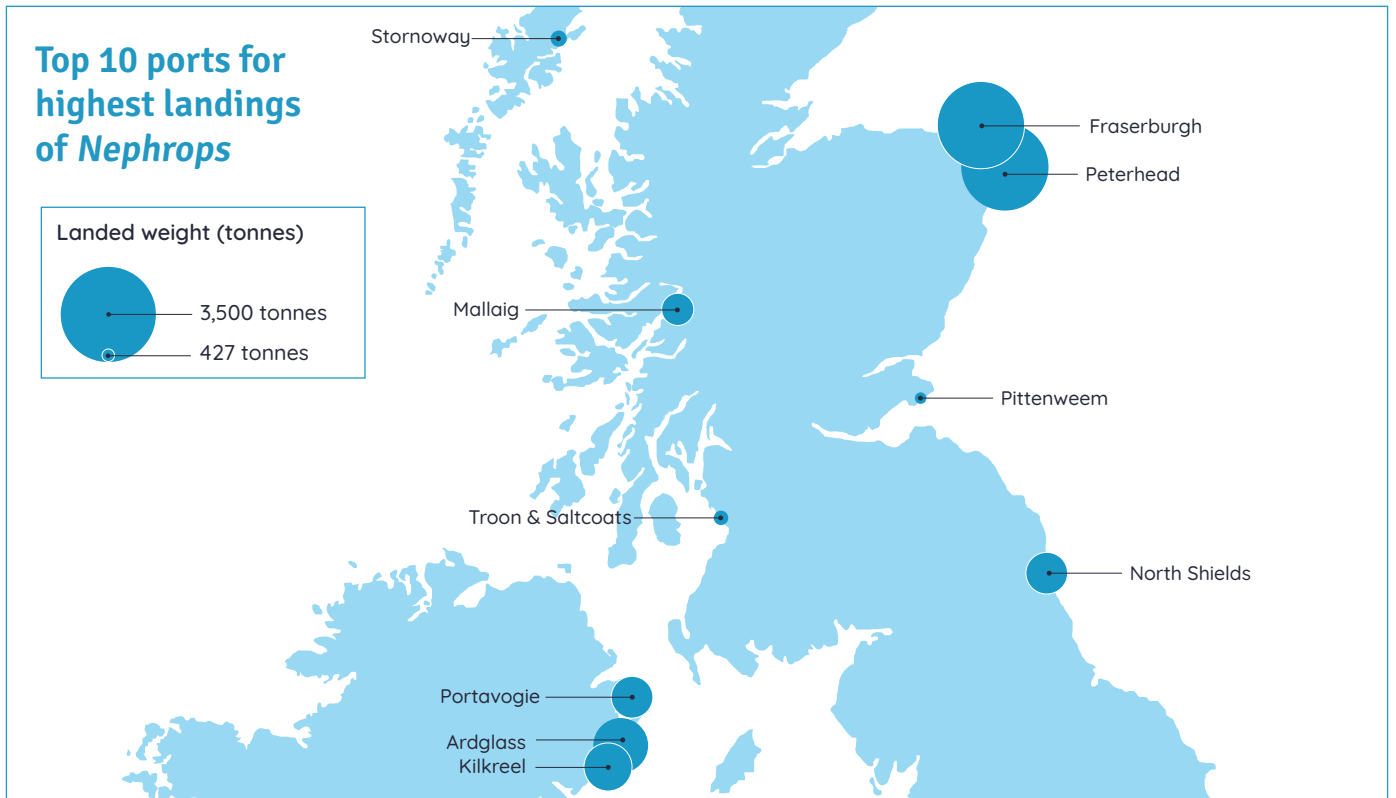 Top 10 ports for
highest landings
of Nephrops
Landed weight (tonnes)
3,500 tonnes
427 tonnes
Stornoway
Fraserburgh
Peterhead
Mallaig
Pittenweem
Troon & Saltcoats
North Shields
Portavogie
Ardglass
Kilkreel